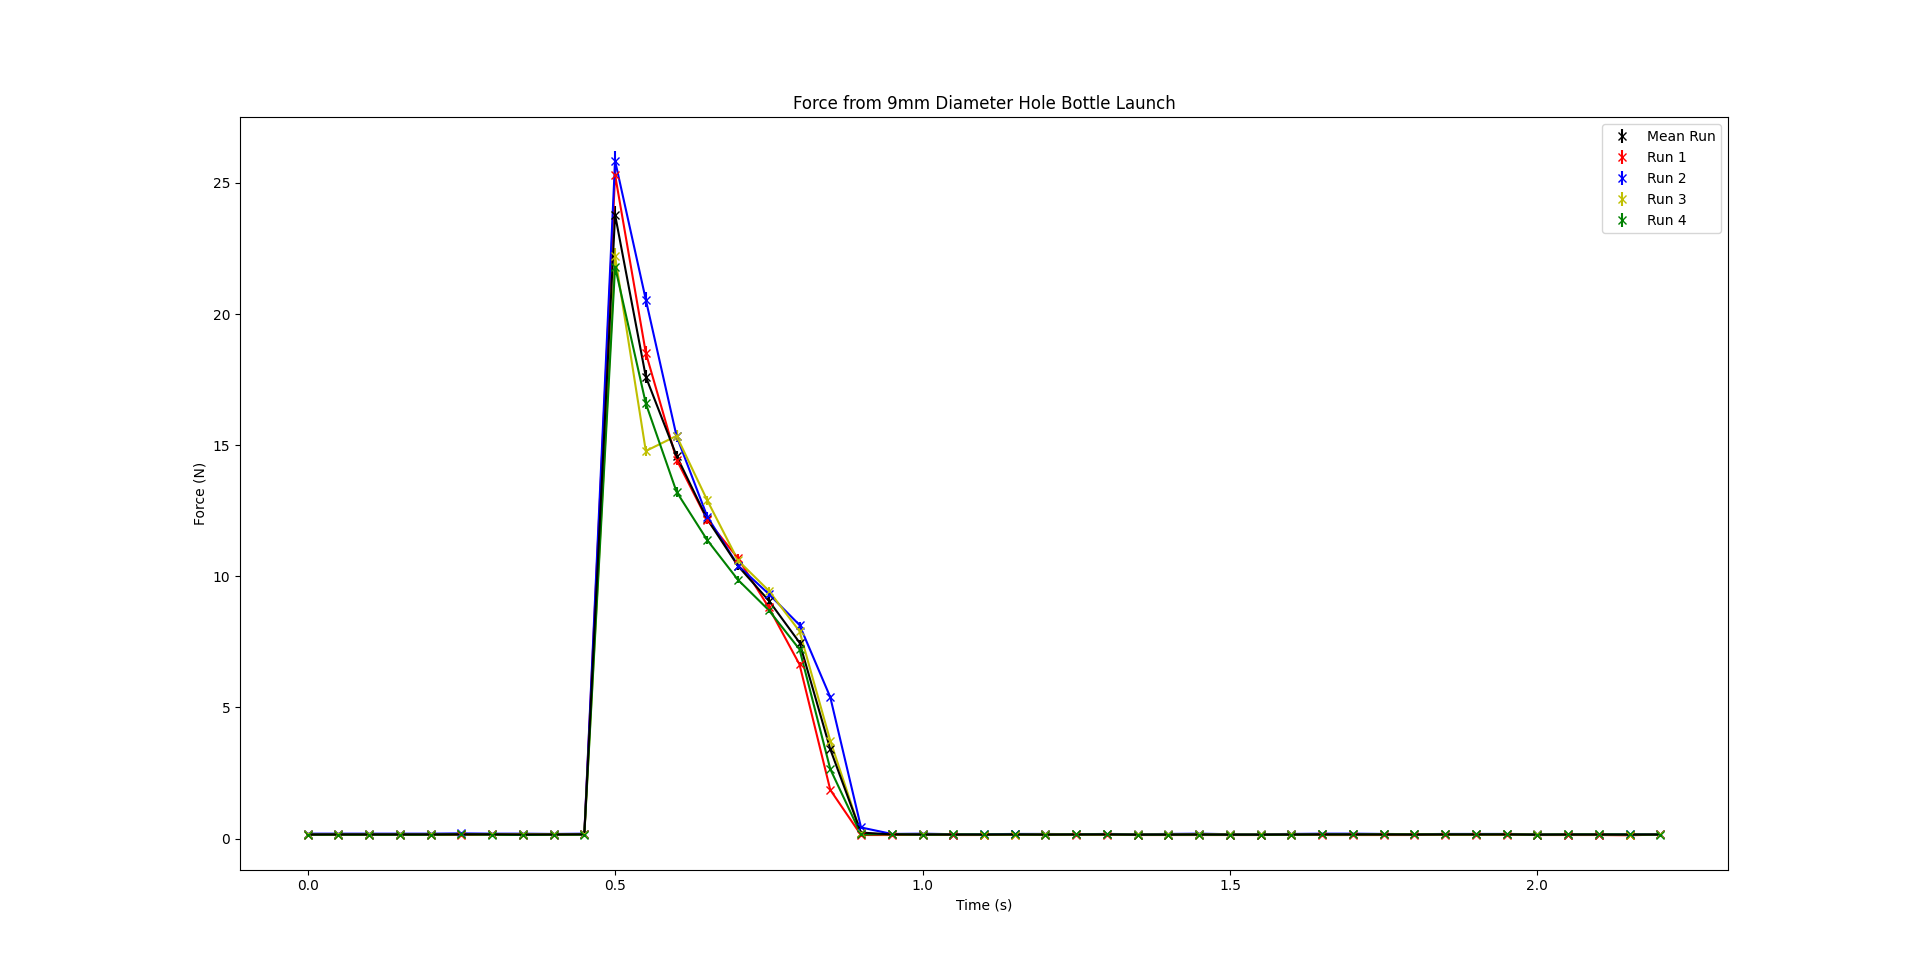 Force from 9mm Diameter Hole Bottle Launch
Mean Run
Run 1
Run 2
Run 3
Run 4
Force (N)
25
20
15
10
5
0
0.0 0.5 1.0 1.5 2.0
Time (s)